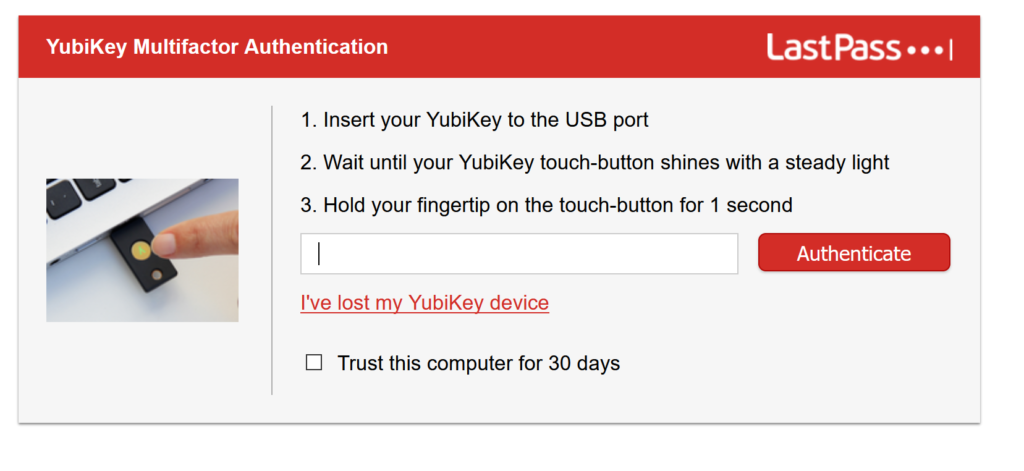 YubiKey Multifactor Authentication
LastPass
1. Insert your YubiKey to the USB port
2. Wait until your YubiKey touch-button shines with a steady light
3. Hold your fingertip on the touch-button for 1 second
Authenticate
I've lost my YubiKey device
Trust this computer for 30 days